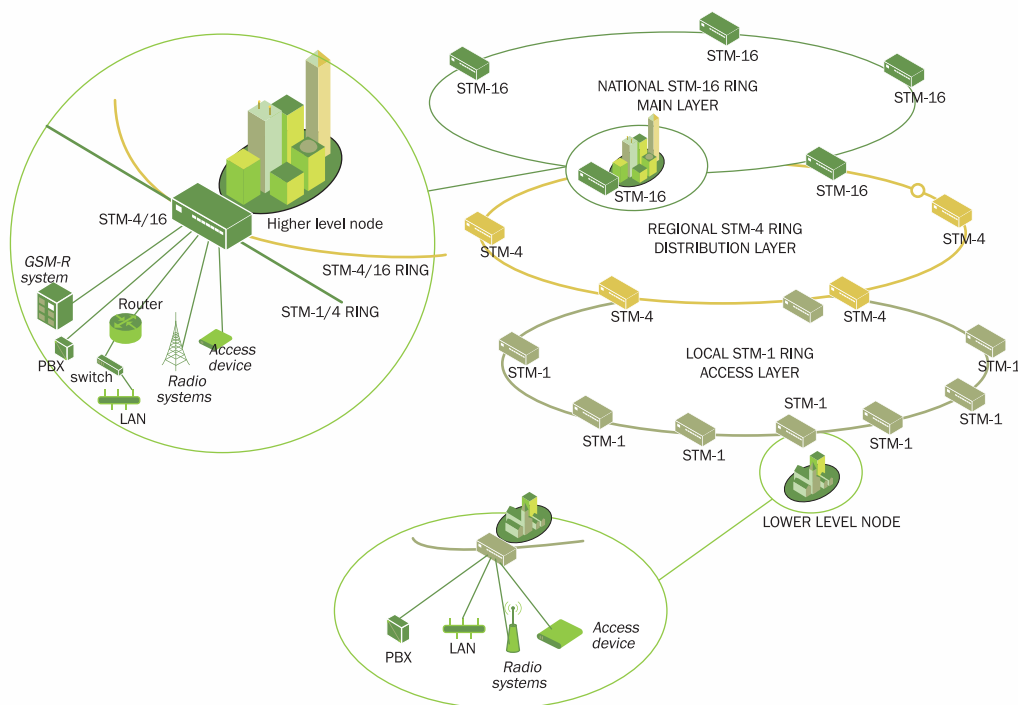 STM-16
STM-16
STM-16
NATIONAL STM-16 RING
MAIN LAYER
STM-16
STM-16
STM-4/16
Higher level node
GSM-R
system
STM-4/16 RING
STM-1/4 RING
Router
PBX
switch
LAN
Radio
systems
Access
device
REGIONAL STM-4 RING
DISTRIBUTION LAYER
STM-4
STM-4
STM-4
STM-4
LOCAL STM-1 RING
ACCESS LAYER
STM-1
STM-1
STM-1
STM-1
STM-1
STM-1
STM-1
LOWER LEVEL NODE
PBX
LAN
Radio
systems
Access
device